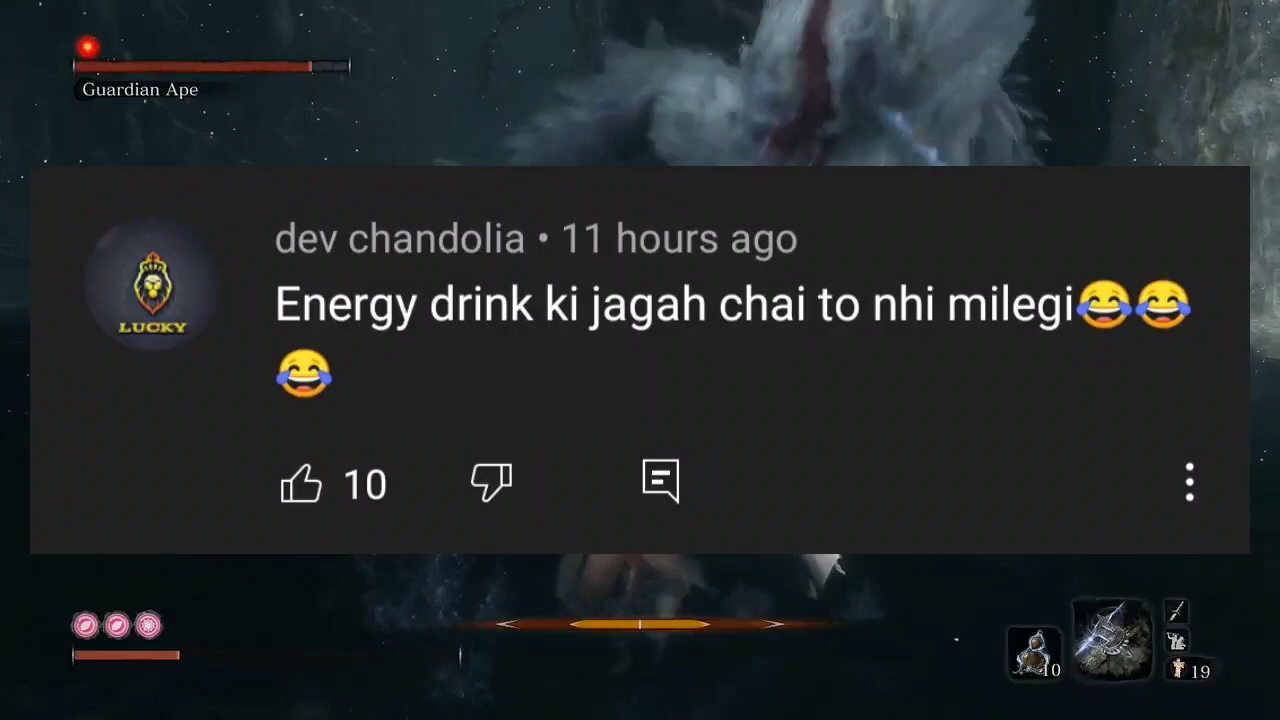 Guardian Ape
dev chandolia • 11 hours ago
Energy drink ki jagah chai to nhi milegi😂😂
😂
LUCKY
10
10
19